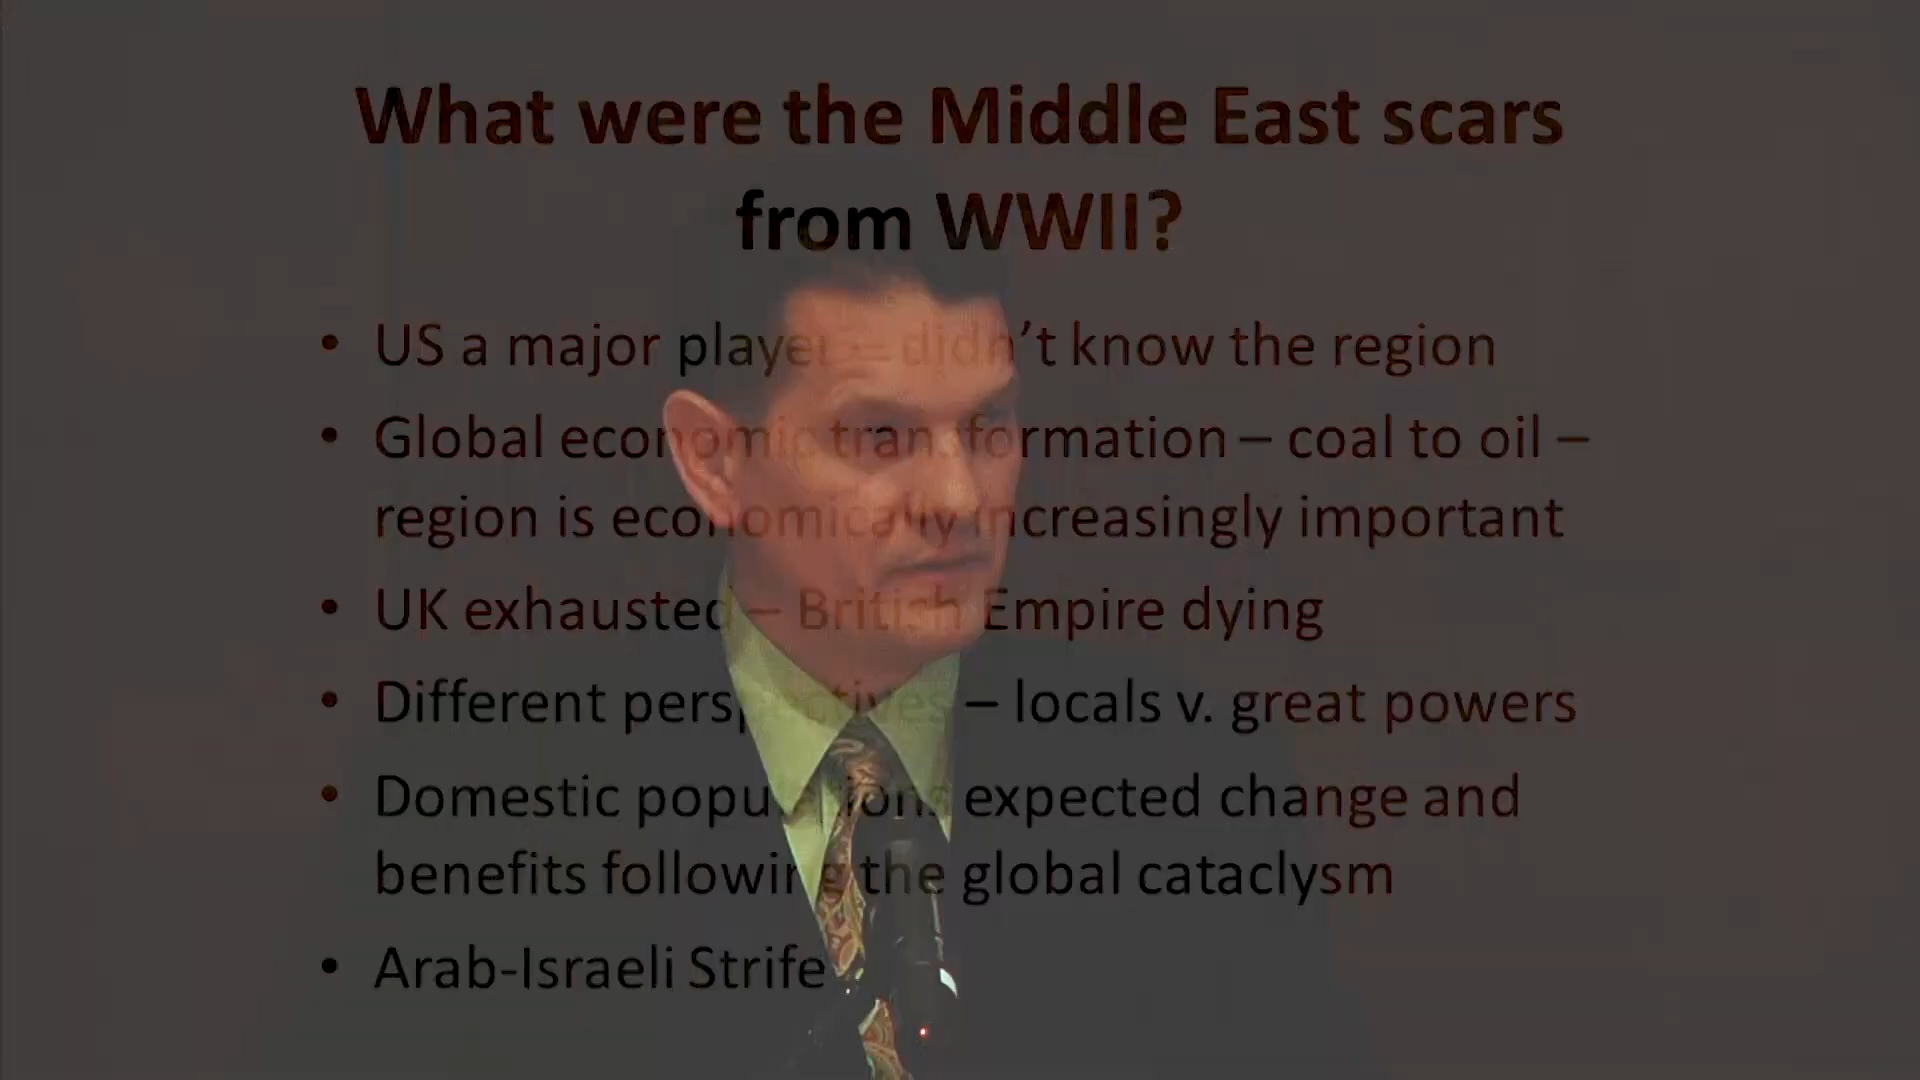 What were the Middle East scars
from WWII?
• US a major player – didn't know the region
• Global economic transformation – coal to oil –
region is economically increasingly important
• UK exhausted – British Empire dying
• Different perspectives – locals v. great powers
• Domestic populations expected change and
benefits following the global cataclysm
• Arab-Israeli Strife